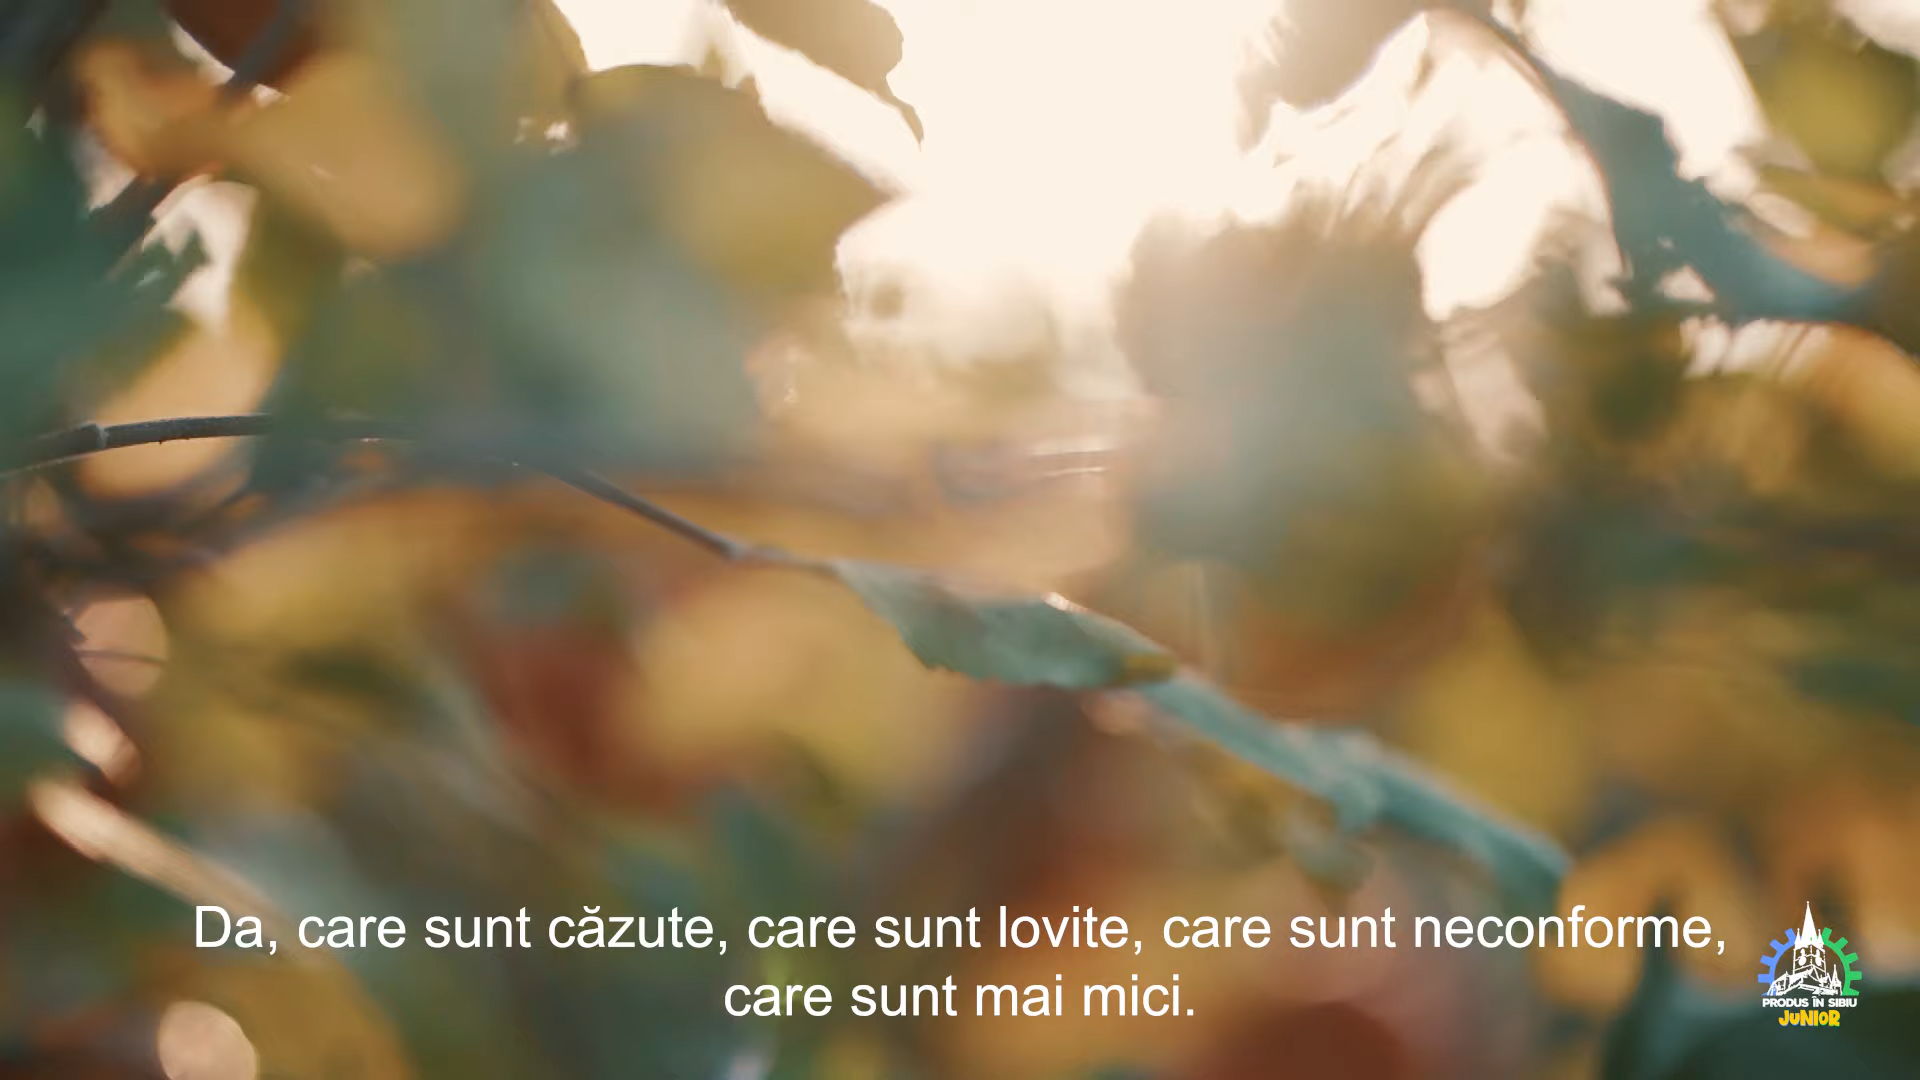 Da, care sunt căzute, care sunt lovite, care sunt neconforme,
care sunt mai mici.
PRODUS ÎN SIBIU
JUNIOR